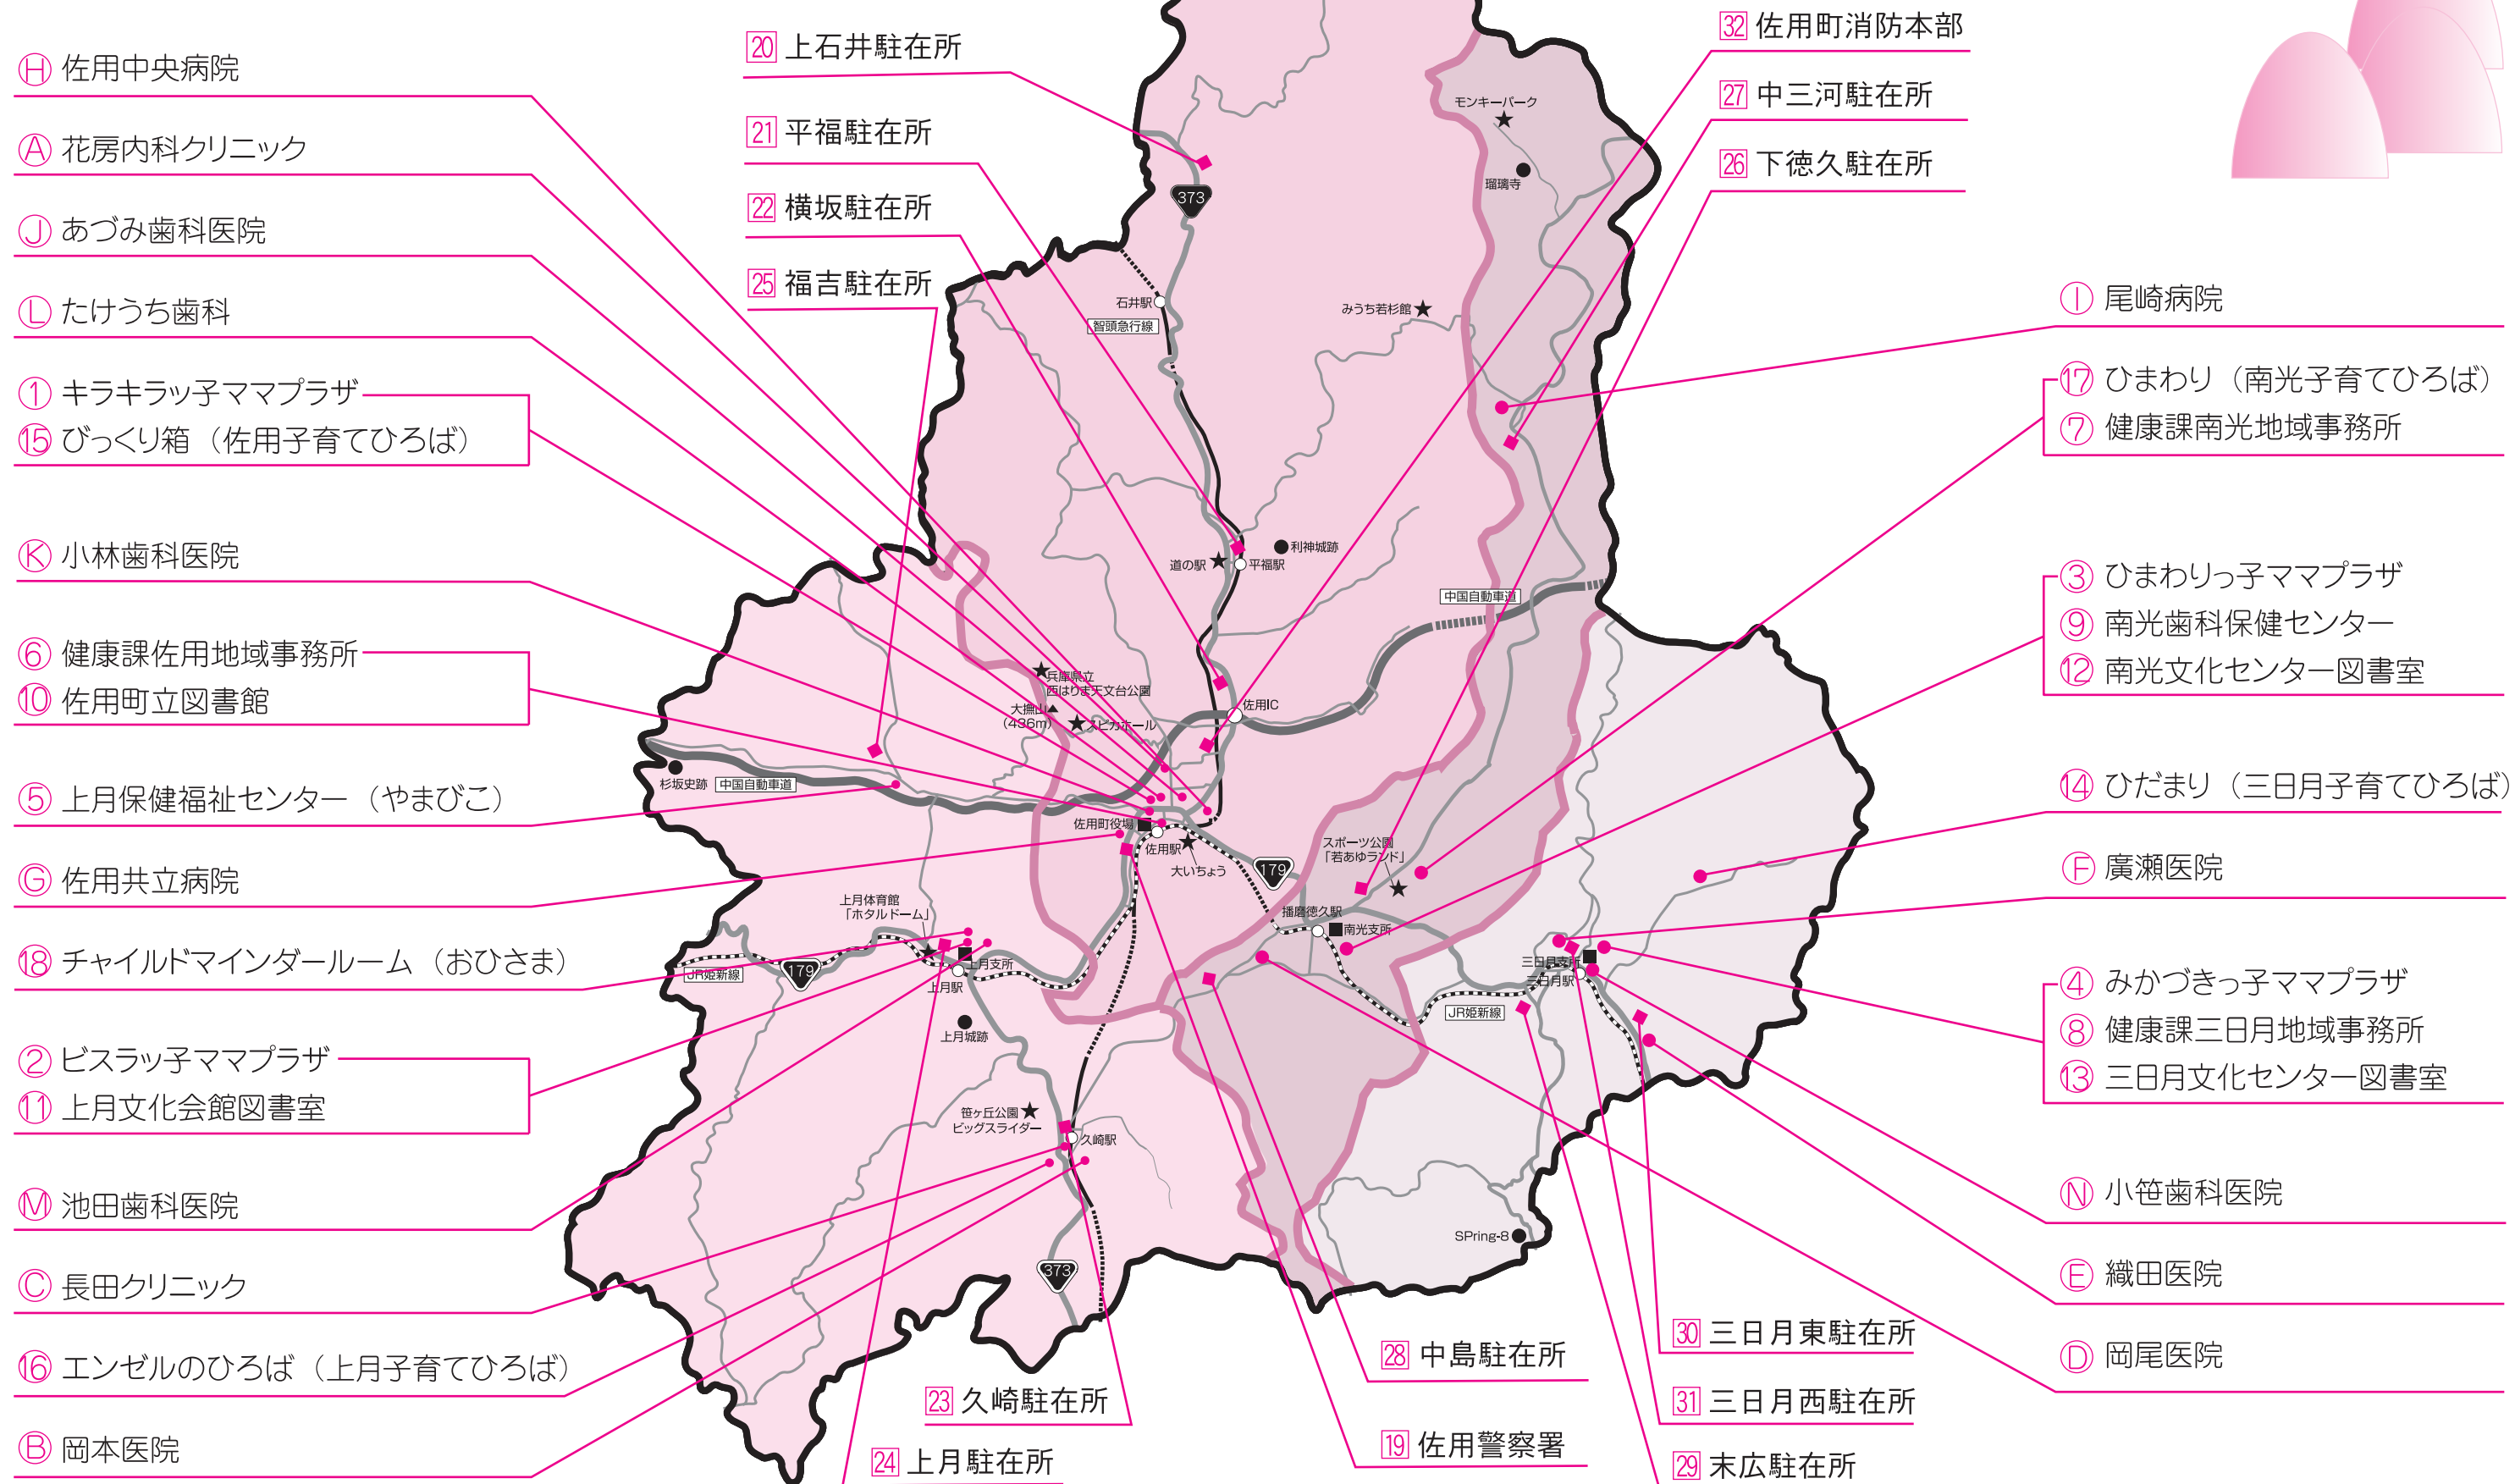 Ⓗ 佐用中央病院
Ⓐ 花房内科クリニック
Ⓙ あづみ歯科医院
Ⓛ たけうち歯科
① キラキラッ子ママプラザ
⑮ びっくり箱（佐用子育てひろば）
Ⓚ 小林歯科医院
⑥ 健康課佐用地域事務所
⑩ 佐用町立図書館
⑤ 上月保健福祉センター（やまびこ）
Ⓖ 佐用共立病院
⑱ チャイルドマインダールーム（おひさま）
② ビスラッ子ママプラザ
⑪ 上月文化会館図書室
Ⓜ 池田歯科医院
Ⓒ 長田クリニック
⑯ エンゼルのひろば（上月子育てひろば）
Ⓑ 岡本医院
20 上石井駐在所
21 平福駐在所
22 横坂駐在所
25 福吉駐在所
373
石井駅
智頭急行線
モンキーパーク
瑠璃寺
みうち若杉館
道の駅
利神城跡
平福駅
中国自動車道
兵庫県立
西はりま天文台公園
大撫山
（436m）
スピカホール
佐用IC
杉坂史跡
中国自動車道
佐用町役場
佐用駅
大いちょう
179
スポーツ公園
「若あゆランド」
上月体育館
「ホタルドーム」
播磨徳久駅
南光支所
JR姫新線
179
上月支所
上月駅
三日月支所
三日月駅
JR姫新線
上月城跡
笹ヶ丘公園
ビッグスライダー
久崎駅
SPring-8
373
23 久崎駐在所
24 上月駐在所
28 中島駐在所
19 佐用警察署
30 三日月東駐在所
31 三日月西駐在所
29 末広駐在所
32 佐用町消防本部
27 中三河駐在所
26 下徳久駐在所
Ⓘ 尾崎病院
⑰ ひまわり（南光子育てひろば）
⑦ 健康課南光地域事務所
③ ひまわりっ子ママプラザ
⑨ 南光歯科保健センター
⑫ 南光文化センター図書室
⑭ ひだまり（三日月子育てひろば）
Ⓕ 廣瀬医院
④ みかづきっ子ママプラザ
⑧ 健康課三日月地域事務所
⑬ 三日月文化センター図書室
Ⓝ 小笹歯科医院
Ⓔ 織田医院
Ⓓ 岡尾医院